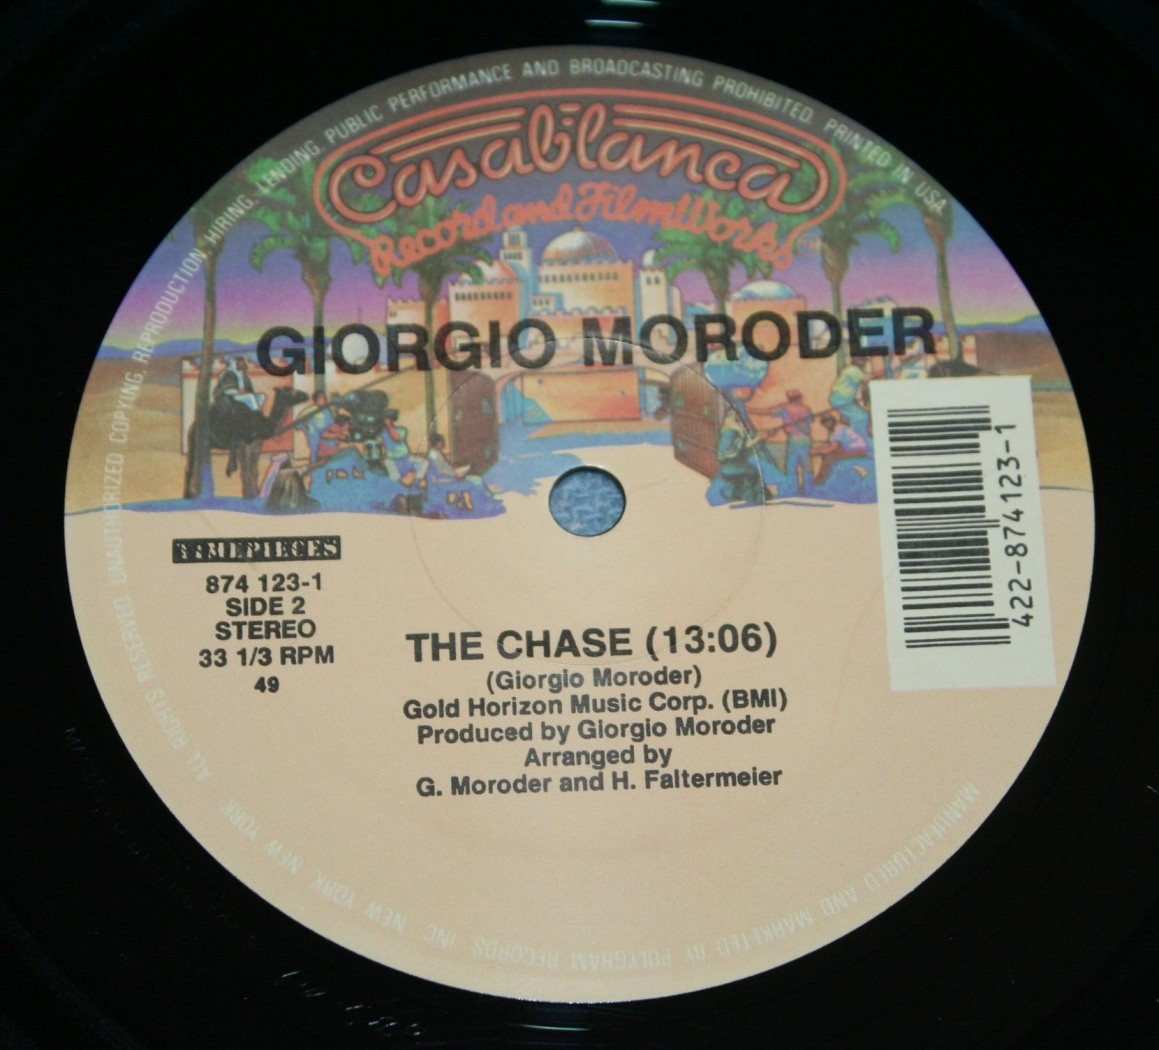 ALL RIGHTS RESERVED. UNAUTHORIZED COPYING, REPRODUCTION, HIRING, LENDING, PUBLIC PERFORMANCE AND BROADCASTING PROHIBITED. PRINTED IN USA
Casablanca
Record and FilmWorks
GIORGIO MORODER
422-874123-1
TIMEPIECES
874 123-1
SIDE 2
STEREO
33 1/3 RPM
49
THE CHASE (13:06)
(Giorgio Moroder)
Gold Horizon Music Corp. (BMI)
Produced by Giorgio Moroder
Arranged by
G. Moroder and H. Faltermeier
MANUFACTURED AND MARKETED BY POLYGRAM RECORDS, INC., NEW YORK, NEW YORK